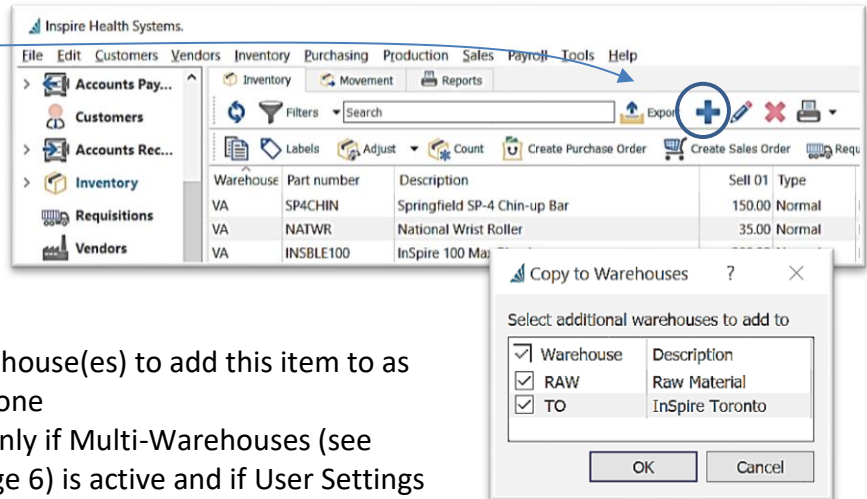 Inspire Health Systems.
File Edit Customers Vendors Inventory Purchasing Production Sales Payroll Tools Help
Accounts Pay...
Customers
Accounts Rec...
Inventory
Requisitions
Vendors
Inventory Movement Reports
Filters Search Export
Labels Adjust Count Create Purchase Order Create Sales Order Requ
Warehouse Part number Description Sell 01 Type
VA SP4CHIN Springfield SP-4 Chin-up Bar 150.00 Normal
VA NATWR National Wrist Roller 35.00 Normal
VA INSBLE100 InSpire 100 Max
Copy to Warehouses ? ×
Select additional warehouses to add to
Warehouse Description
RAW Raw Material
TO InSpire Toronto
OK Cancel
house(es) to add this item to as
one
nly if Multi-Warehouses (see
ge 6) is active and if User Settings